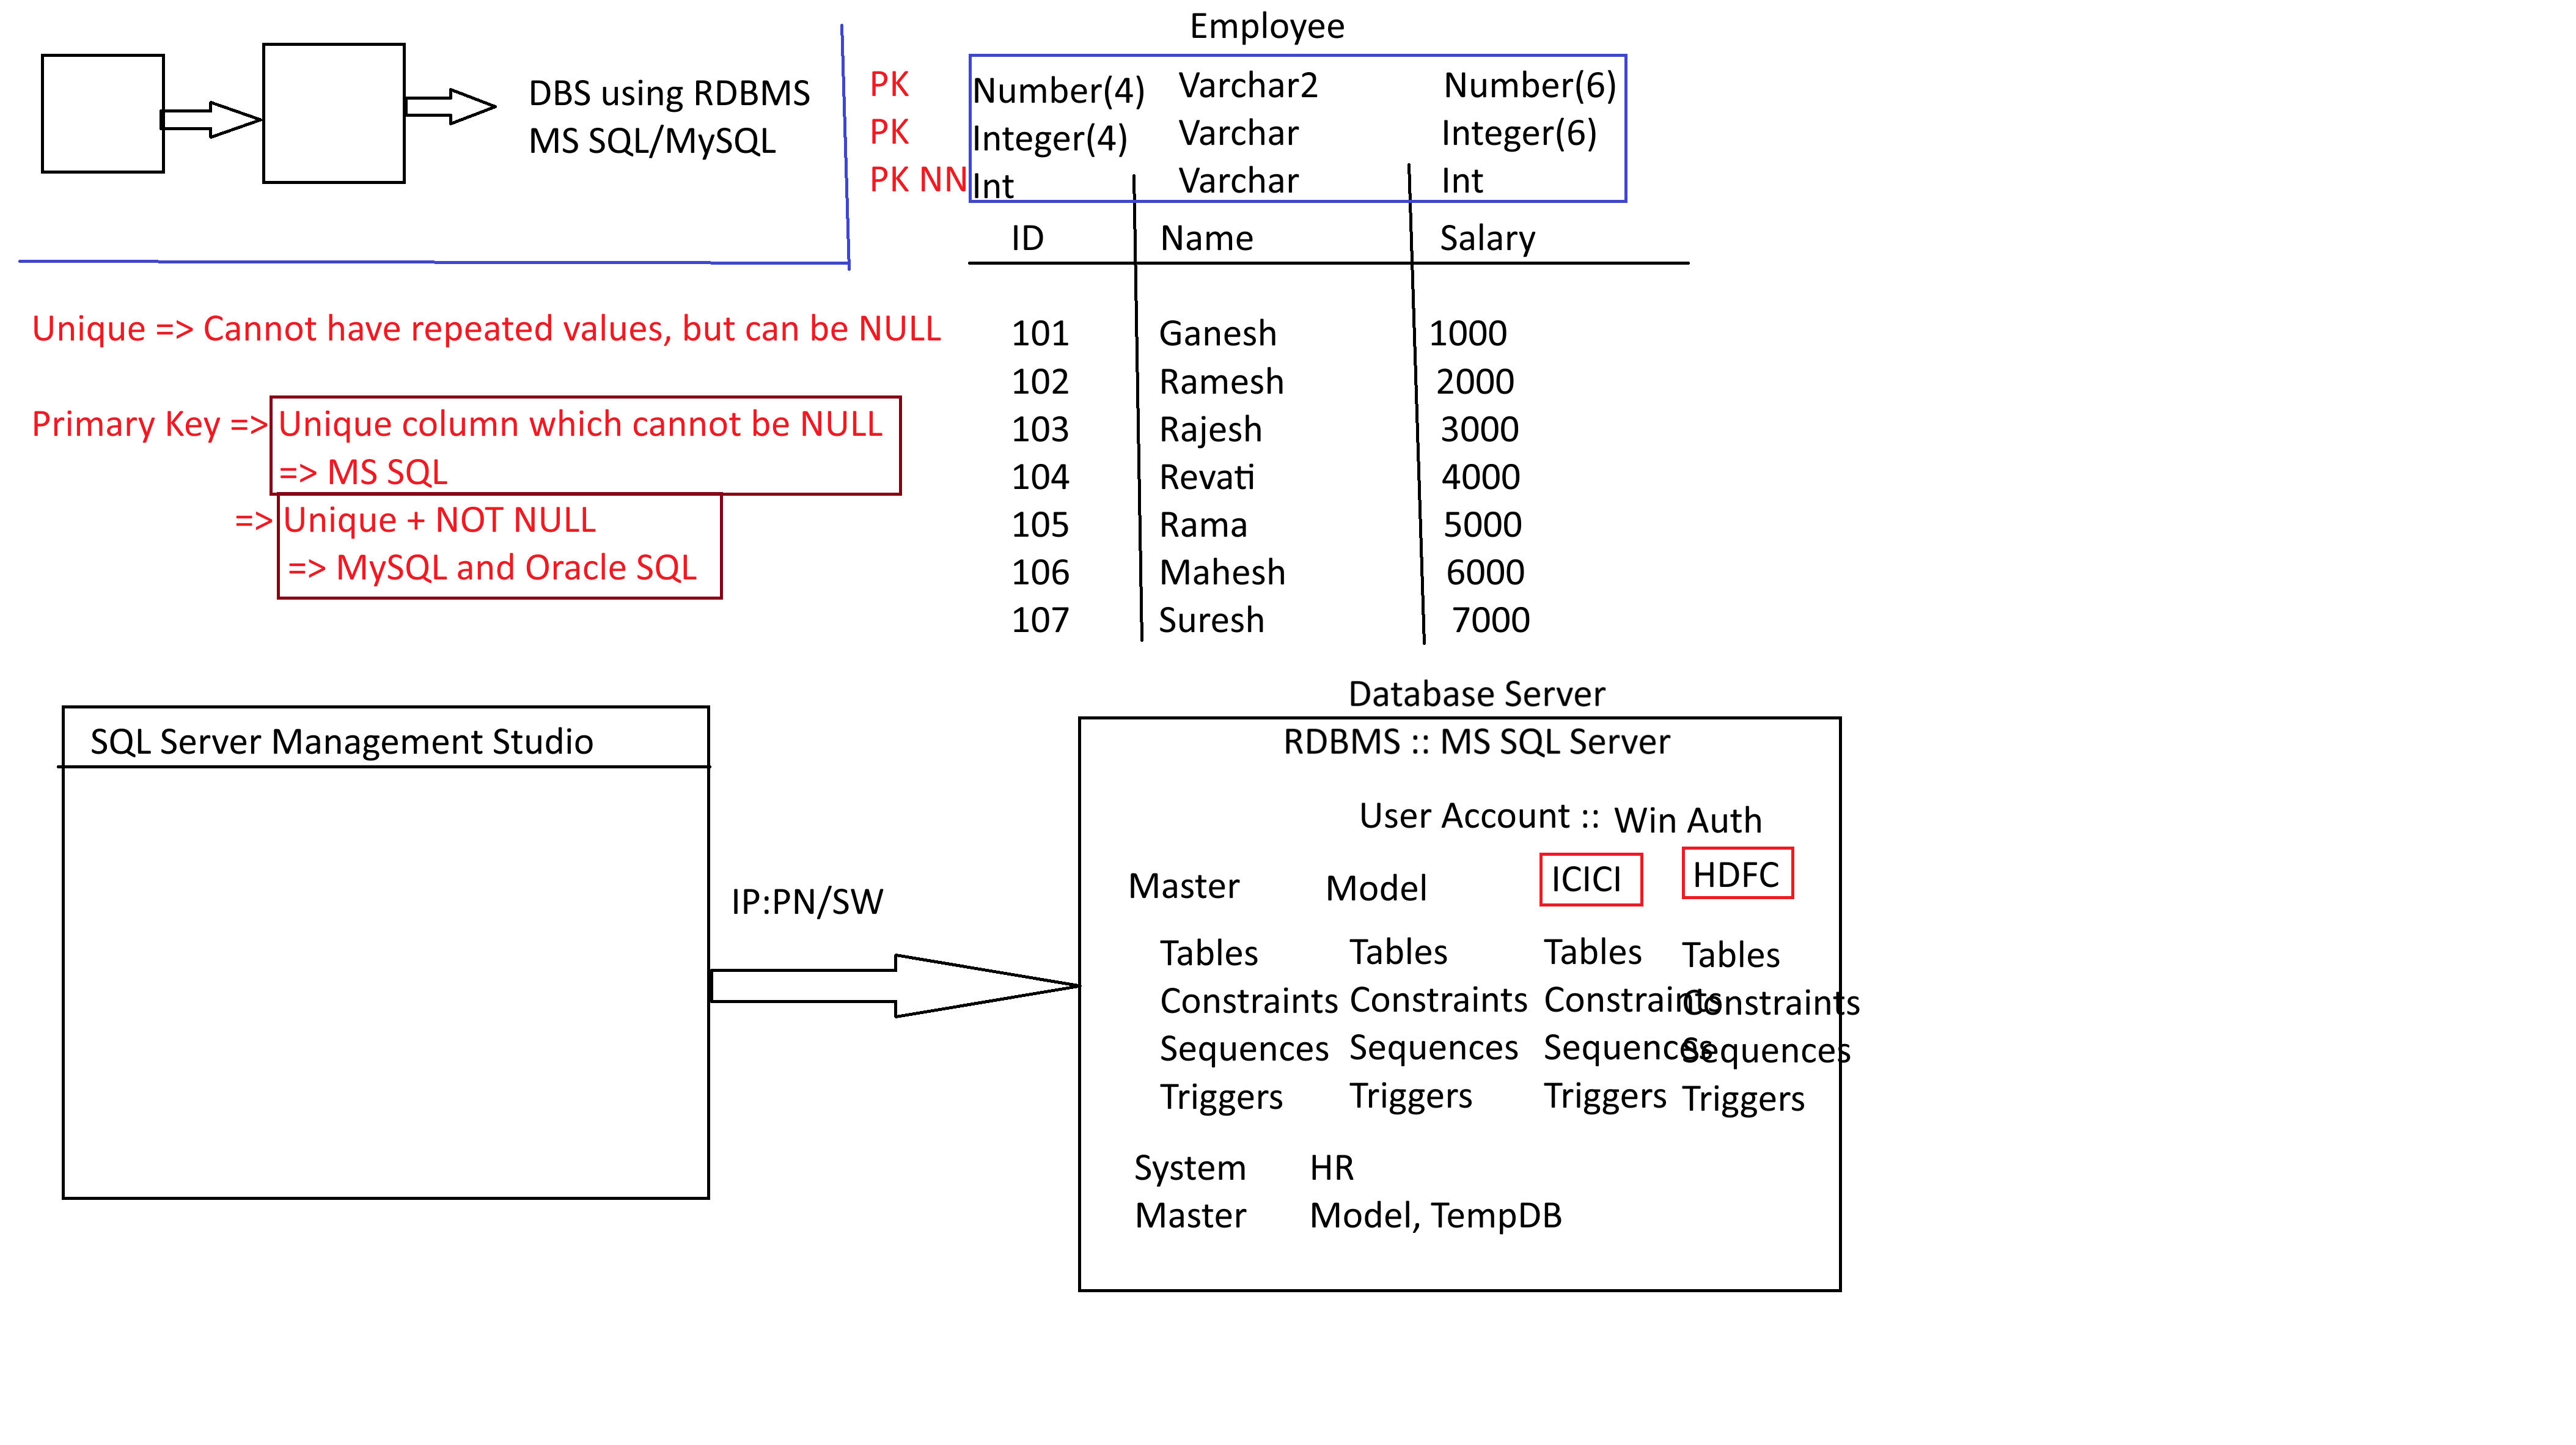 DBS using RDBMS
MS SQL/MySQL
Employee
PK Number(4) Varchar2 Number(6)
PK Integer(4) Varchar Integer(6)
PK NN Int Varchar Int
ID Name Salary
101 Ganesh 1000
102 Ramesh 2000
103 Rajesh 3000
104 Revati 4000
105 Rama 5000
106 Mahesh 6000
107 Suresh 7000
Unique => Cannot have repeated values, but can be NULL
Primary Key => Unique column which cannot be NULL
=> MS SQL
=> Unique + NOT NULL
=> MySQL and Oracle SQL
SQL Server Management Studio
IP:PN/SW
Database Server
RDBMS :: MS SQL Server
User Account :: Win Auth
Master Model ICICI HDFC
Tables Tables Tables Tables
Constraints Constraints Constraints Constraints
Sequences Sequences Sequences Sequences
Triggers Triggers Triggers Triggers
System HR
Master Model, TempDB